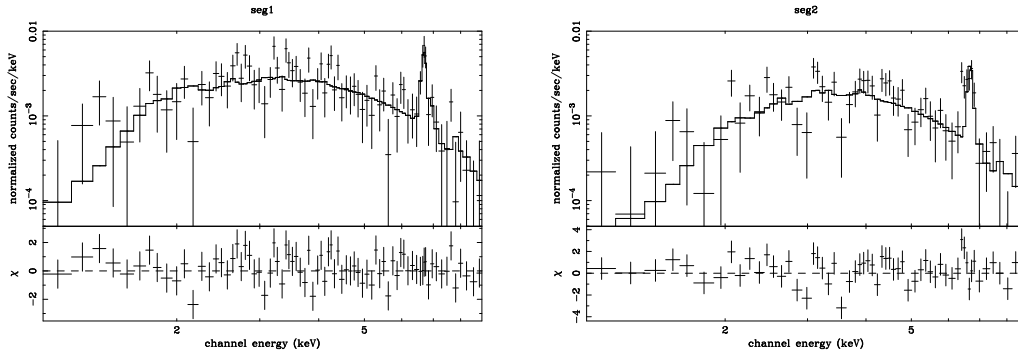 seg1
normalized counts/sec/keV
0.01
10⁻³
10⁻⁴
χ
2
0
−2
2
5
channel energy (keV)
seg2
normalized counts/sec/keV
0.01
10⁻³
10⁻⁴
χ
4
2
0
−2
−4
2
5
channel energy (keV)